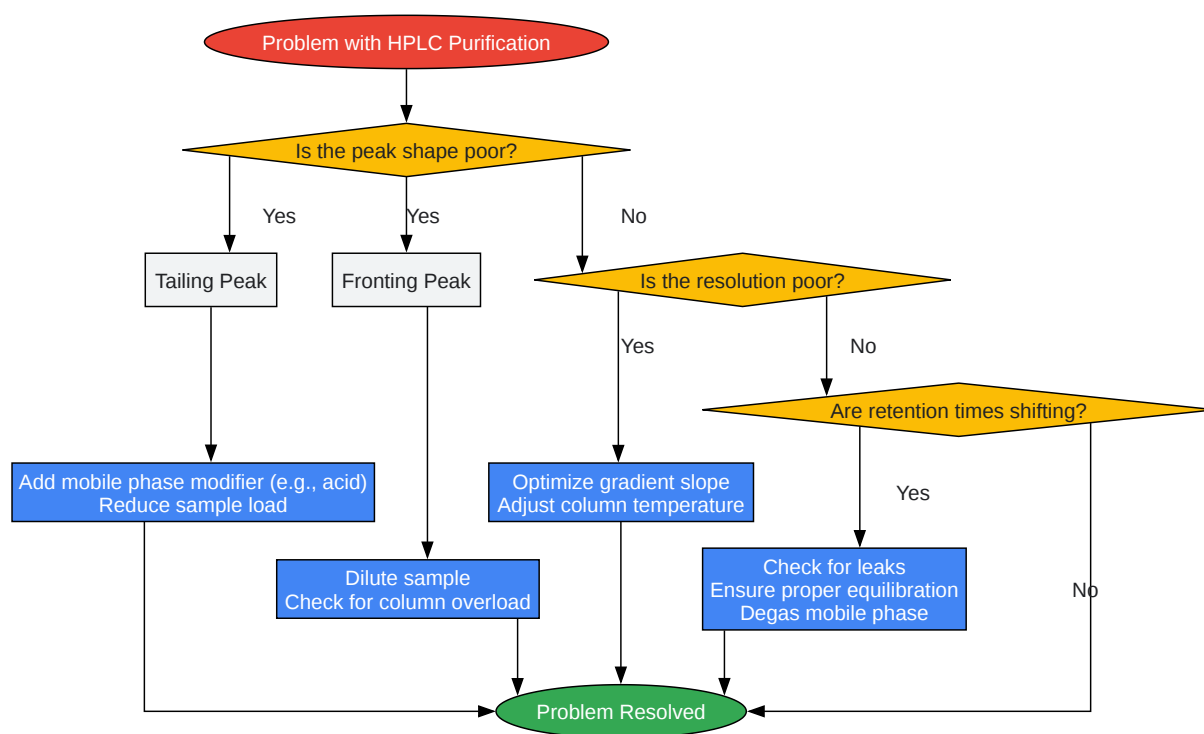 Problem with HPLC Purification
Is the peak shape poor?
Yes
Yes
No
Tailing Peak
Fronting Peak
Is the resolution poor?
Yes
No
Are retention times shifting?
Add mobile phase modifier (e.g., acid)
Reduce sample load
Optimize gradient slope
Adjust column temperature
Yes
Dilute sample
Check for column overload
Check for leaks
Ensure proper equilibration
Degas mobile phase
No
Problem Resolved